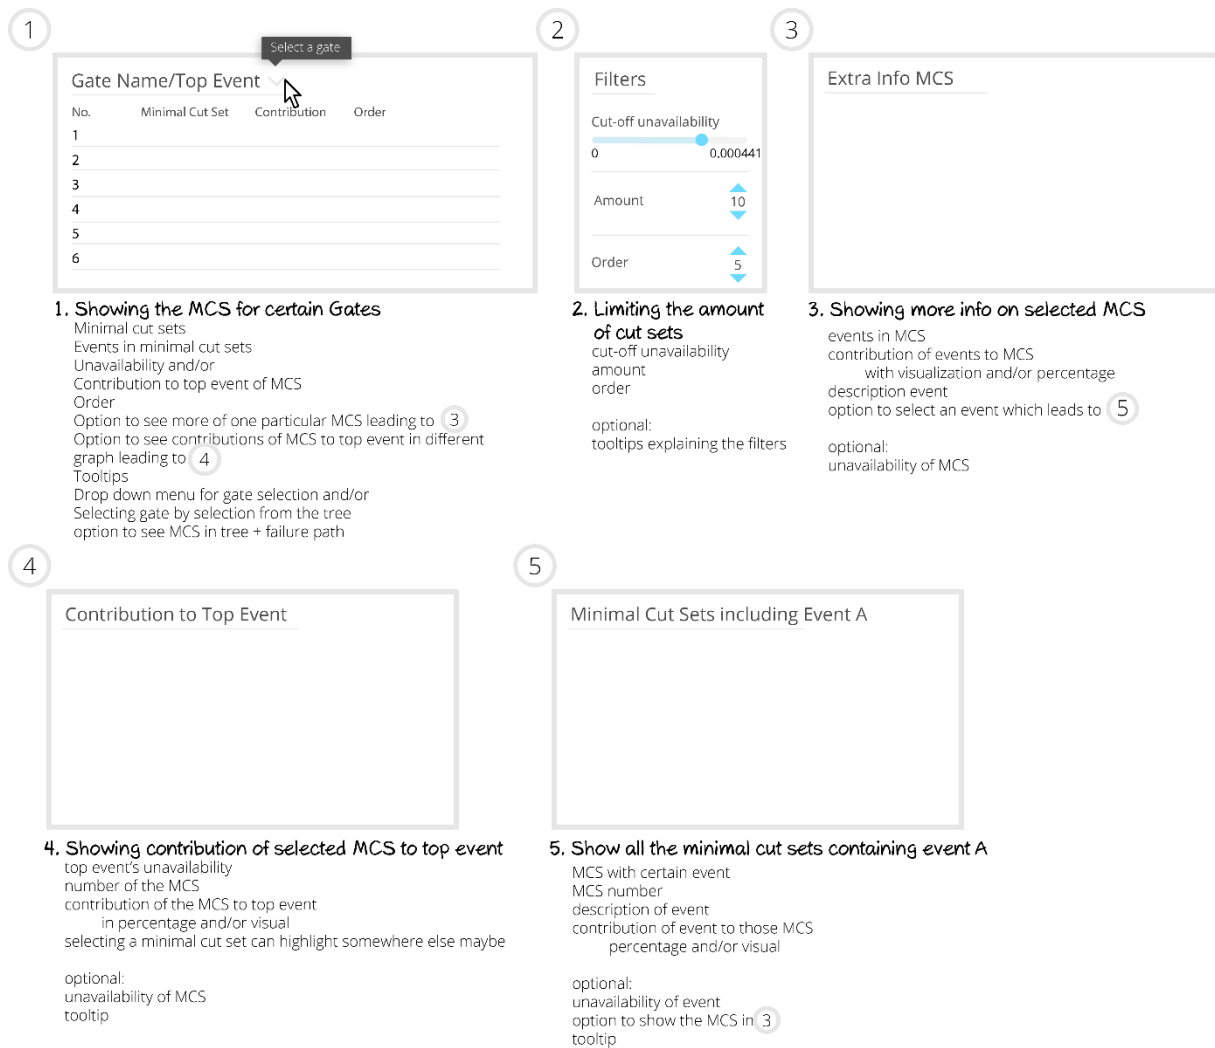 1
Select a gate
Gate Name/Top Event
No. Minimal Cut Set Contribution Order
1
2
3
4
5
6
1. Showing the MCS for certain Gates
Minimal cut sets
Events in minimal cut sets
Unavailability and/or
Contribution to top event of MCS
Order
Option to see more of one particular MCS leading to 3
Option to see contributions of MCS to top event in different
graph leading to 4
Tooltips
Drop down menu for gate selection and/or
Selecting gate by selection from the tree
option to see MCS in tree + failure path
2
Filters
Cut-off unavailability
0 0,000441
Amount 10
Order 5
2. Limiting the amount
of cut sets
cut-off unavailability
amount
order
optional:
tooltips explaining the filters
3
Extra Info MCS
3. Showing more info on selected MCS
events in MCS
contribution of events to MCS
with visualization and/or percentage
description event
option to select an event which leads to 5
optional:
unavailability of MCS
4
Contribution to Top Event
4. Showing contribution of selected MCS to top event
top event's unavailability
number of the MCS
contribution of the MCS to top event
in percentage and/or visual
selecting a minimal cut set can highlight somewhere else maybe
optional:
unavailability of MCS
tooltip
5
Minimal Cut Sets including Event A
5. Show all the minimal cut sets containing event A
MCS with certain event
MCS number
description of event
contribution of event to those MCS
percentage and/or visual
optional:
unavailability of event
option to show the MCS in 3
tooltip